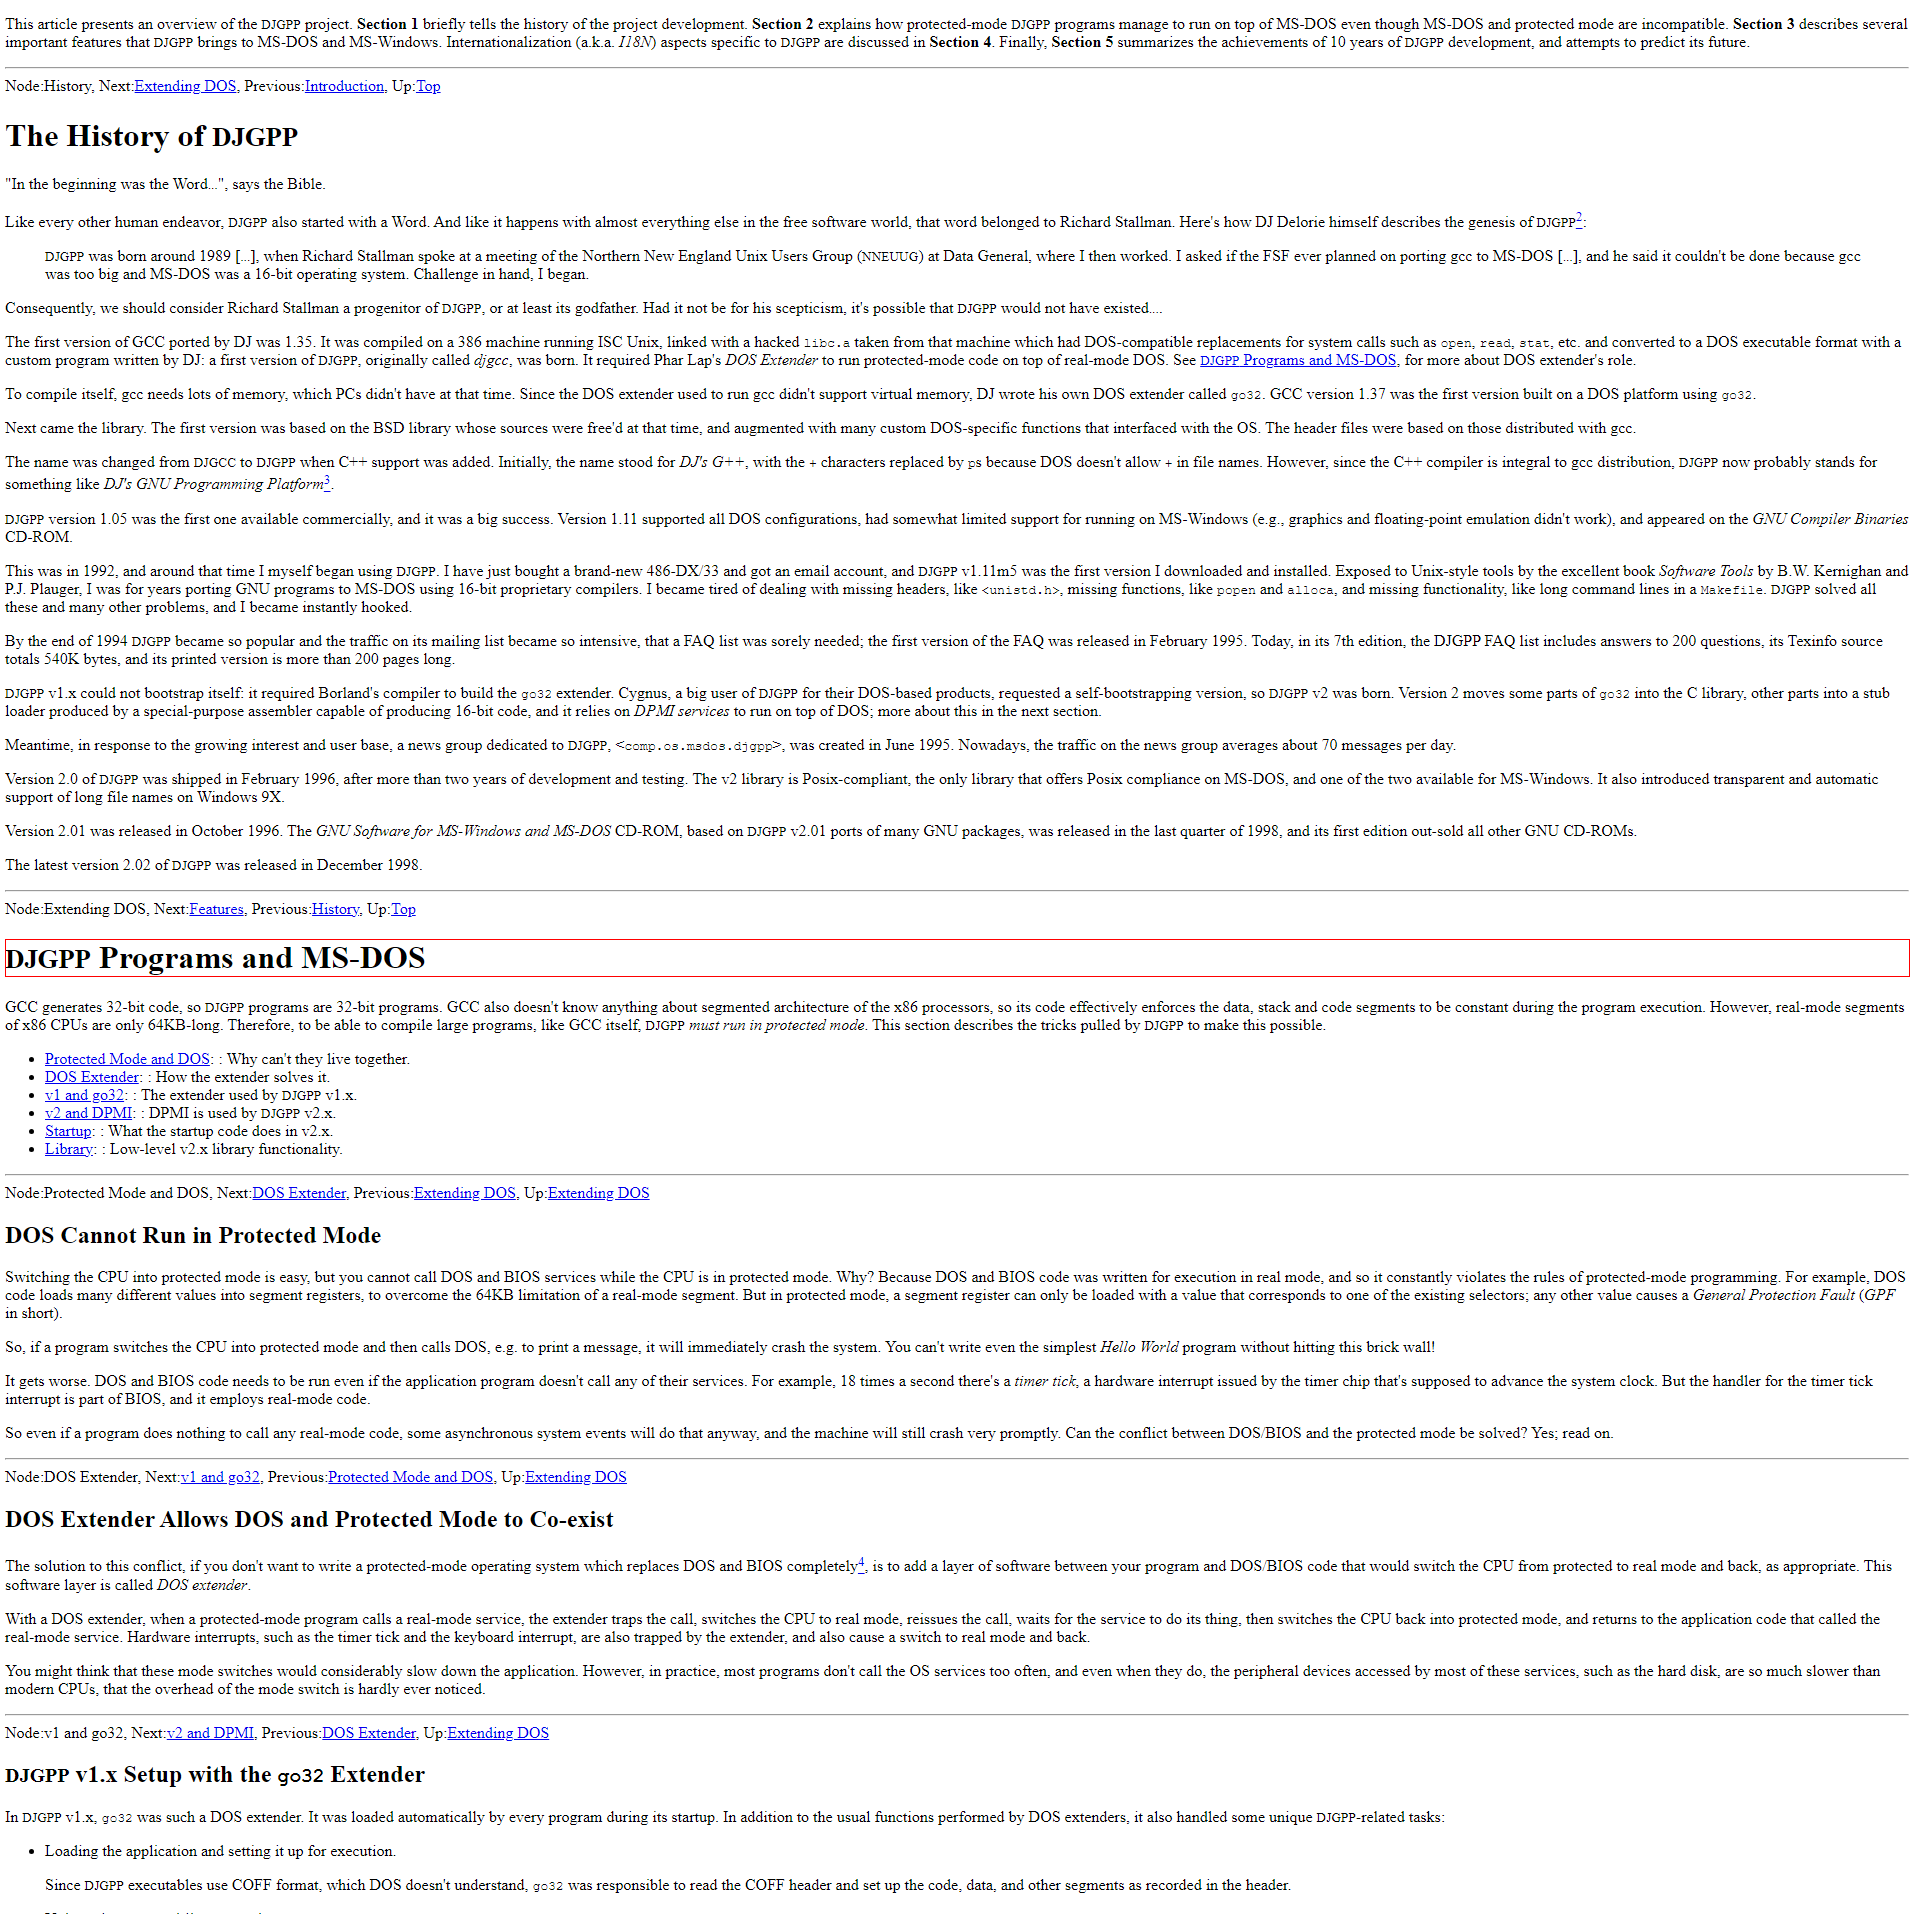 This article presents an overview of the DJGPP project. Section 1 briefly tells the history of the project development. Section 2 explains how protected-mode DJGPP programs manage to run on top of MS-DOS even though MS-DOS and protected mode are incompatible. Section 3 describes several
important features that DJGPP brings to MS-DOS and MS-Windows. Internationalization (a.k.a. I18N) aspects specific to DJGPP are discussed in Section 4. Finally, Section 5 summarizes the achievements of 10 years of DJGPP development, and attempts to predict its future.
Node:History, Next:Extending DOS, Previous:Introduction, Up:Top
The History of DJGPP
"In the beginning was the Word...", says the Bible.
Like every other human endeavor, DJGPP also started with a Word. And like it happens with almost everything else in the free software world, that word belonged to Richard Stallman. Here's how DJ Delorie himself describes the genesis of DJGPP2:
DJGPP was born around 1989 [...], when Richard Stallman spoke at a meeting of the Northern New England Unix Users Group (NNEUUG) at Data General, where I then worked. I asked if the FSF ever planned on porting gcc to MS-DOS [...], and he said it couldn't be done because gcc
was too big and MS-DOS was a 16-bit operating system. Challenge in hand, I began.
Consequently, we should consider Richard Stallman a progenitor of DJGPP, or at least its godfather. Had it not be for his scepticism, it's possible that DJGPP would not have existed....
The first version of GCC ported by DJ was 1.35. It was compiled on a 386 machine running ISC Unix, linked with a hacked libc.a taken from that machine which had DOS-compatible replacements for system calls such as open, read, stat, etc. and converted to a DOS executable format with a
custom program written by DJ: a first version of DJGPP, originally called djgcc, was born. It required Phar Lap's DOS Extender to run protected-mode code on top of real-mode DOS. See DJGPP Programs and MS-DOS, for more about DOS extender's role.
To compile itself, gcc needs lots of memory, which PCs didn't have at that time. Since the DOS extender used to run gcc didn't support virtual memory, DJ wrote his own DOS extender called go32. GCC version 1.37 was the first version built on a DOS platform using go32.
Next came the library. The first version was based on the BSD library whose sources were free'd at that time, and augmented with many custom DOS-specific functions that interfaced with the OS. The header files were based on those distributed with gcc.
The name was changed from DJGCC to DJGPP when C++ support was added. Initially, the name stood for DJ's G++, with the + characters replaced by ps because DOS doesn't allow + in file names. However, since the C++ compiler is integral to gcc distribution, DJGPP now probably stands for
something like DJ's GNU Programming Platform3.
DJGPP version 1.05 was the first one available commercially, and it was a big success. Version 1.11 supported all DOS configurations, had somewhat limited support for running on MS-Windows (e.g., graphics and floating-point emulation didn't work), and appeared on the GNU Compiler Binaries
CD-ROM.
This was in 1992, and around that time I myself began using DJGPP. I have just bought a brand-new 486-DX/33 and got an email account, and DJGPP v1.11m5 was the first version I downloaded and installed. Exposed to Unix-style tools by the excellent book Software Tools by B.W. Kernighan and
P.J. Plauger, I was for years porting GNU programs to MS-DOS using 16-bit proprietary compilers. I became tired of dealing with missing headers, like <unistd.h>, missing functions, like popen and alloca, and missing functionality, like long command lines in a Makefile. DJGPP solved all
these and many other problems, and I became instantly hooked.
By the end of 1994 DJGPP became so popular and the traffic on its mailing list became so intensive, that a FAQ list was sorely needed; the first version of the FAQ was released in February 1995. Today, in its 7th edition, the DJGPP FAQ list includes answers to 200 questions, its Texinfo source
totals 540K bytes, and its printed version is more than 200 pages long.
DJGPP v1.x could not bootstrap itself: it required Borland's compiler to build the go32 extender. Cygnus, a big user of DJGPP for their DOS-based products, requested a self-bootstrapping version, so DJGPP v2 was born. Version 2 moves some parts of go32 into the C library, other parts into a stub
loader produced by a special-purpose assembler capable of producing 16-bit code, and it relies on DPMI services to run on top of DOS; more about this in the next section.
Meantime, in response to the growing interest and user base, a news group dedicated to DJGPP, <comp.os.msdos.djgpp>, was created in June 1995. Nowadays, the traffic on the news group averages about 70 messages per day.
Version 2.0 of DJGPP was shipped in February 1996, after more than two years of development and testing. The v2 library is Posix-compliant, the only library that offers Posix compliance on MS-DOS, and one of the two available for MS-Windows. It also introduced transparent and automatic
support of long file names on Windows 9X.
Version 2.01 was released in October 1996. The GNU Software for MS-Windows and MS-DOS CD-ROM, based on DJGPP v2.01 ports of many GNU packages, was released in the last quarter of 1998, and its first edition out-sold all other GNU CD-ROMs.
The latest version 2.02 of DJGPP was released in December 1998.
Node:Extending DOS, Next:Features, Previous:History, Up:Top
DJGPP Programs and MS-DOS
GCC generates 32-bit code, so DJGPP programs are 32-bit programs. GCC also doesn't know anything about segmented architecture of the x86 processors, so its code effectively enforces the data, stack and code segments to be constant during the program execution. However, real-mode segments
of x86 CPUs are only 64KB-long. Therefore, to be able to compile large programs, like GCC itself, DJGPP must run in protected mode. This section describes the tricks pulled by DJGPP to make this possible.
• Protected Mode and DOS: : Why can't they live together.
• DOS Extender: : How the extender solves it.
• v1 and go32: : The extender used by DJGPP v1.x.
• v2 and DPMI: : DPMI is used by DJGPP v2.x.
• Startup: : What the startup code does in v2.x.
• Library: : Low-level v2.x library functionality.
Node:Protected Mode and DOS, Next:DOS Extender, Previous:Extending DOS, Up:Extending DOS
DOS Cannot Run in Protected Mode
Switching the CPU into protected mode is easy, but you cannot call DOS and BIOS services while the CPU is in protected mode. Why? Because DOS and BIOS code was written for execution in real mode, and so it constantly violates the rules of protected-mode programming. For example, DOS
code loads many different values into segment registers, to overcome the 64KB limitation of a real-mode segment. But in protected mode, a segment register can only be loaded with a value that corresponds to one of the existing selectors; any other value causes a General Protection Fault (GPF
in short).
So, if a program switches the CPU into protected mode and then calls DOS, e.g. to print a message, it will immediately crash the system. You can't write even the simplest Hello World program without hitting this brick wall!
It gets worse. DOS and BIOS code needs to be run even if the application program doesn't call any of their services. For example, 18 times a second there's a timer tick, a hardware interrupt issued by the timer chip that's supposed to advance the system clock. But the handler for the timer tick
interrupt is part of BIOS, and it employs real-mode code.
So even if a program does nothing to call any real-mode code, some asynchronous system events will do that anyway, and the machine will still crash very promptly. Can the conflict between DOS/BIOS and the protected mode be solved? Yes; read on.
Node:DOS Extender, Next:v1 and go32, Previous:Protected Mode and DOS, Up:Extending DOS
DOS Extender Allows DOS and Protected Mode to Co-exist
The solution to this conflict, if you don't want to write a protected-mode operating system which replaces DOS and BIOS completely4, is to add a layer of software between your program and DOS/BIOS code that would switch the CPU from protected to real mode and back, as appropriate. This
software layer is called DOS extender.
With a DOS extender, when a protected-mode program calls a real-mode service, the extender traps the call, switches the CPU to real mode, reissues the call, waits for the service to do its thing, then switches the CPU back into protected mode, and returns to the application code that called the
real-mode service. Hardware interrupts, such as the timer tick and the keyboard interrupt, are also trapped by the extender, and also cause a switch to real mode and back.
You might think that these mode switches would considerably slow down the application. However, in practice, most programs don't call the OS services too often, and even when they do, the peripheral devices accessed by most of these services, such as the hard disk, are so much slower than
modern CPUs, that the overhead of the mode switch is hardly ever noticed.
Node:v1 and go32, Next:v2 and DPMI, Previous:DOS Extender, Up:Extending DOS
DJGPP v1.x Setup with the go32 Extender
In DJGPP v1.x, go32 was such a DOS extender. It was loaded automatically by every program during its startup. In addition to the usual functions performed by DOS extenders, it also handled some unique DJGPP-related tasks:
• Loading the application and setting it up for execution.
Since DJGPP executables use COFF format, which DOS doesn't understand, go32 was responsible to read the COFF header and set up the code, data, and other segments as recorded in the header.